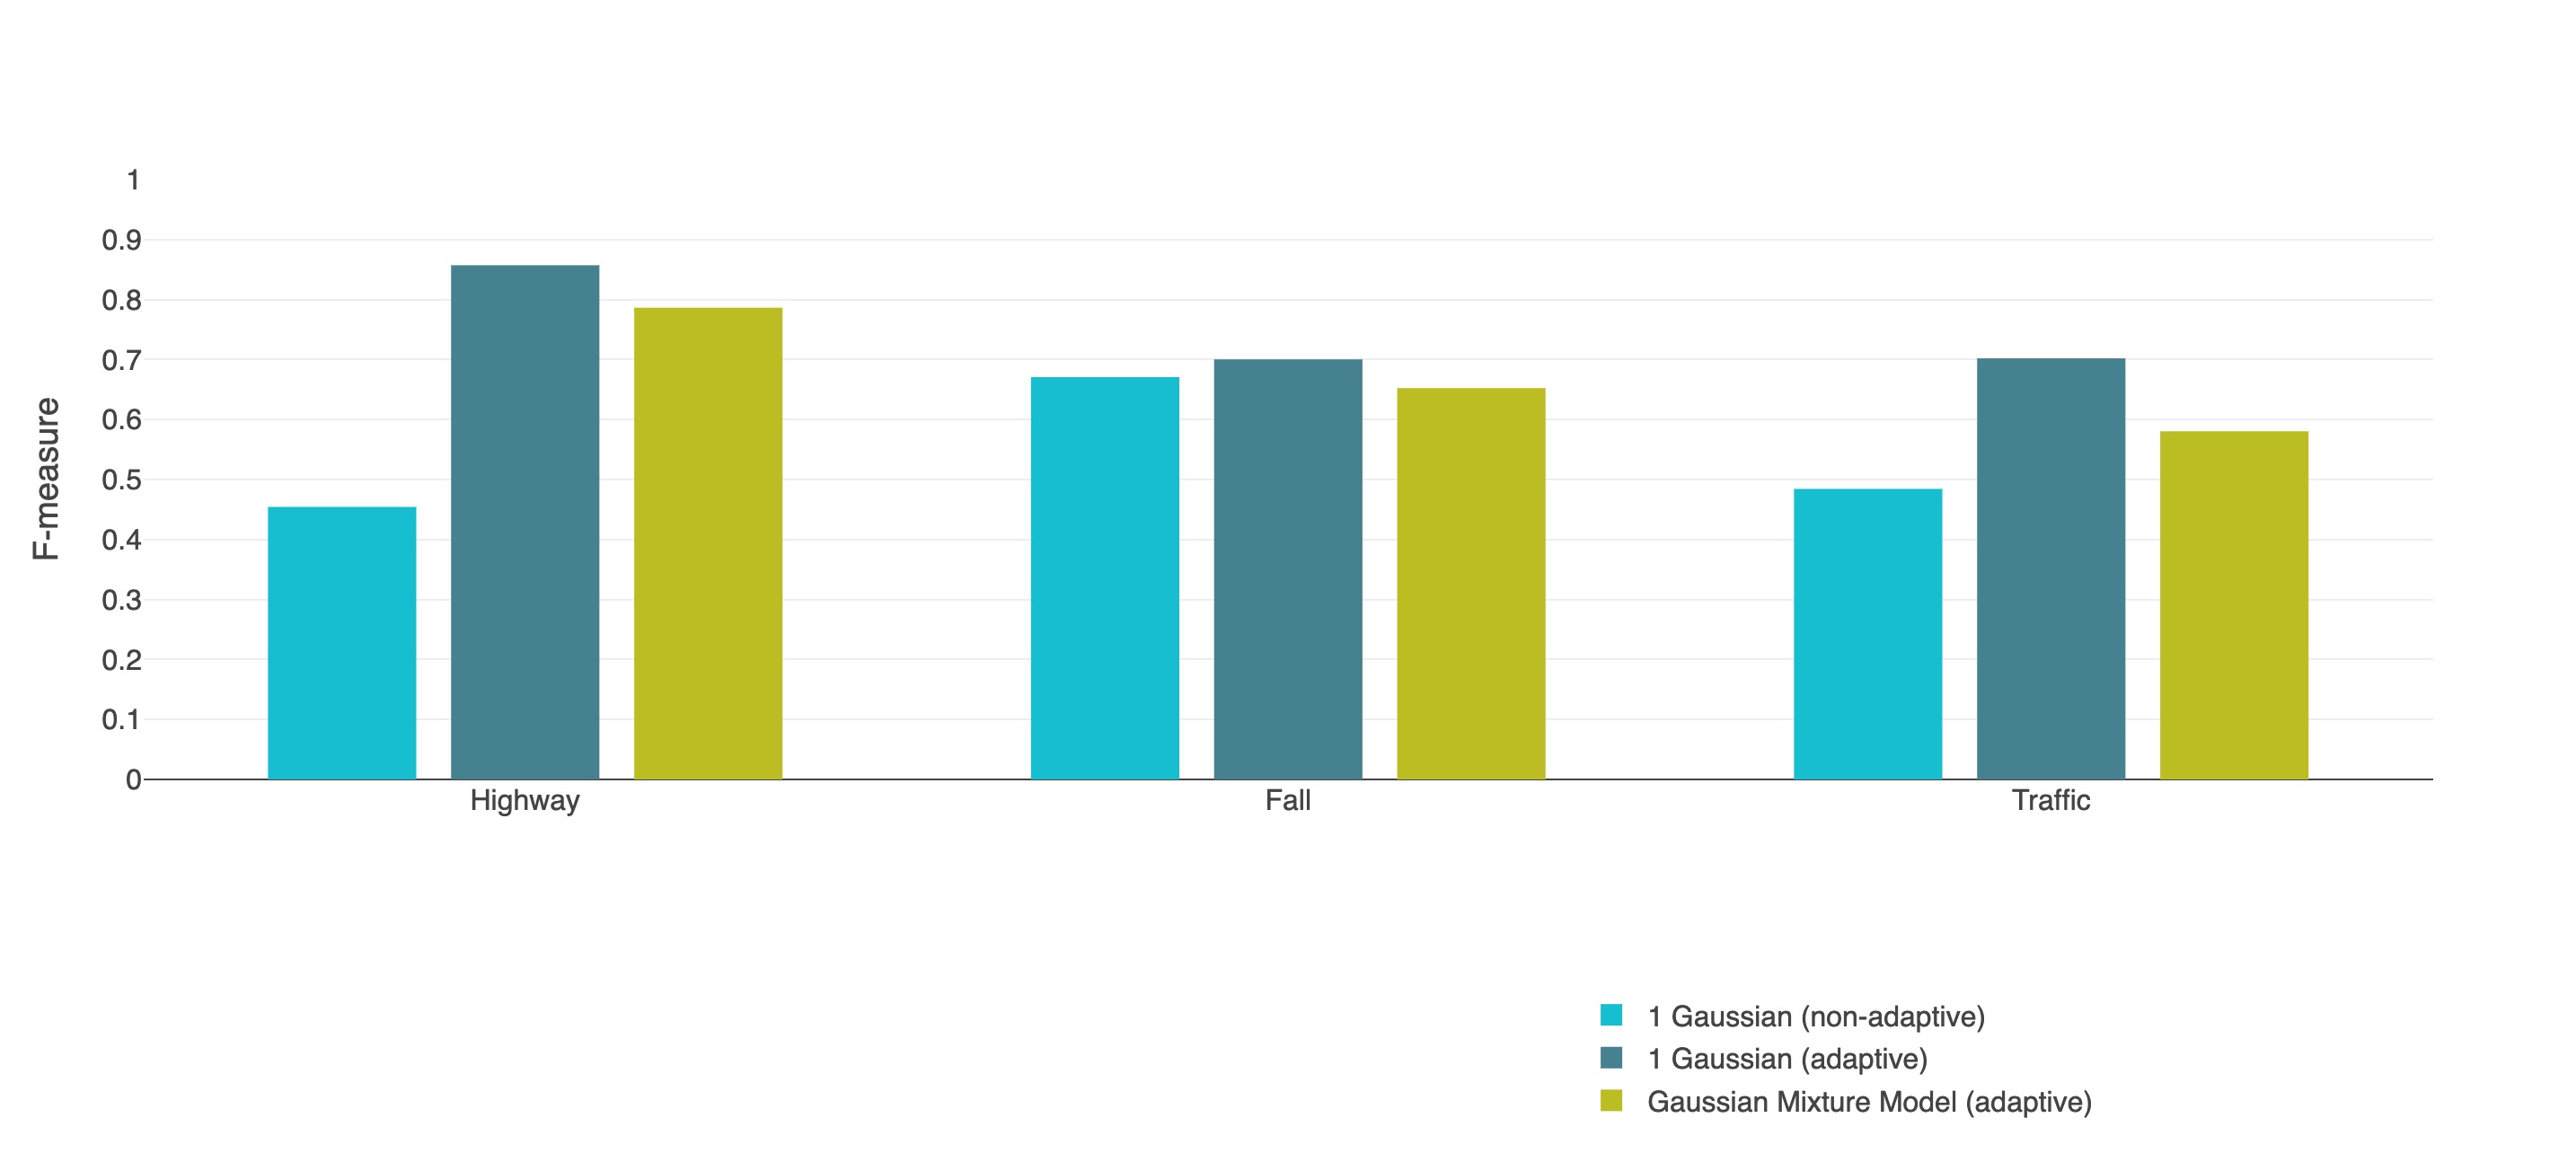 1
0.9
0.8
0.7
0.6
0.5
0.4
0.3
0.2
0.1
0
F-measure
Highway
Fall
Traffic
1 Gaussian (non-adaptive)
1 Gaussian (adaptive)
Gaussian Mixture Model (adaptive)